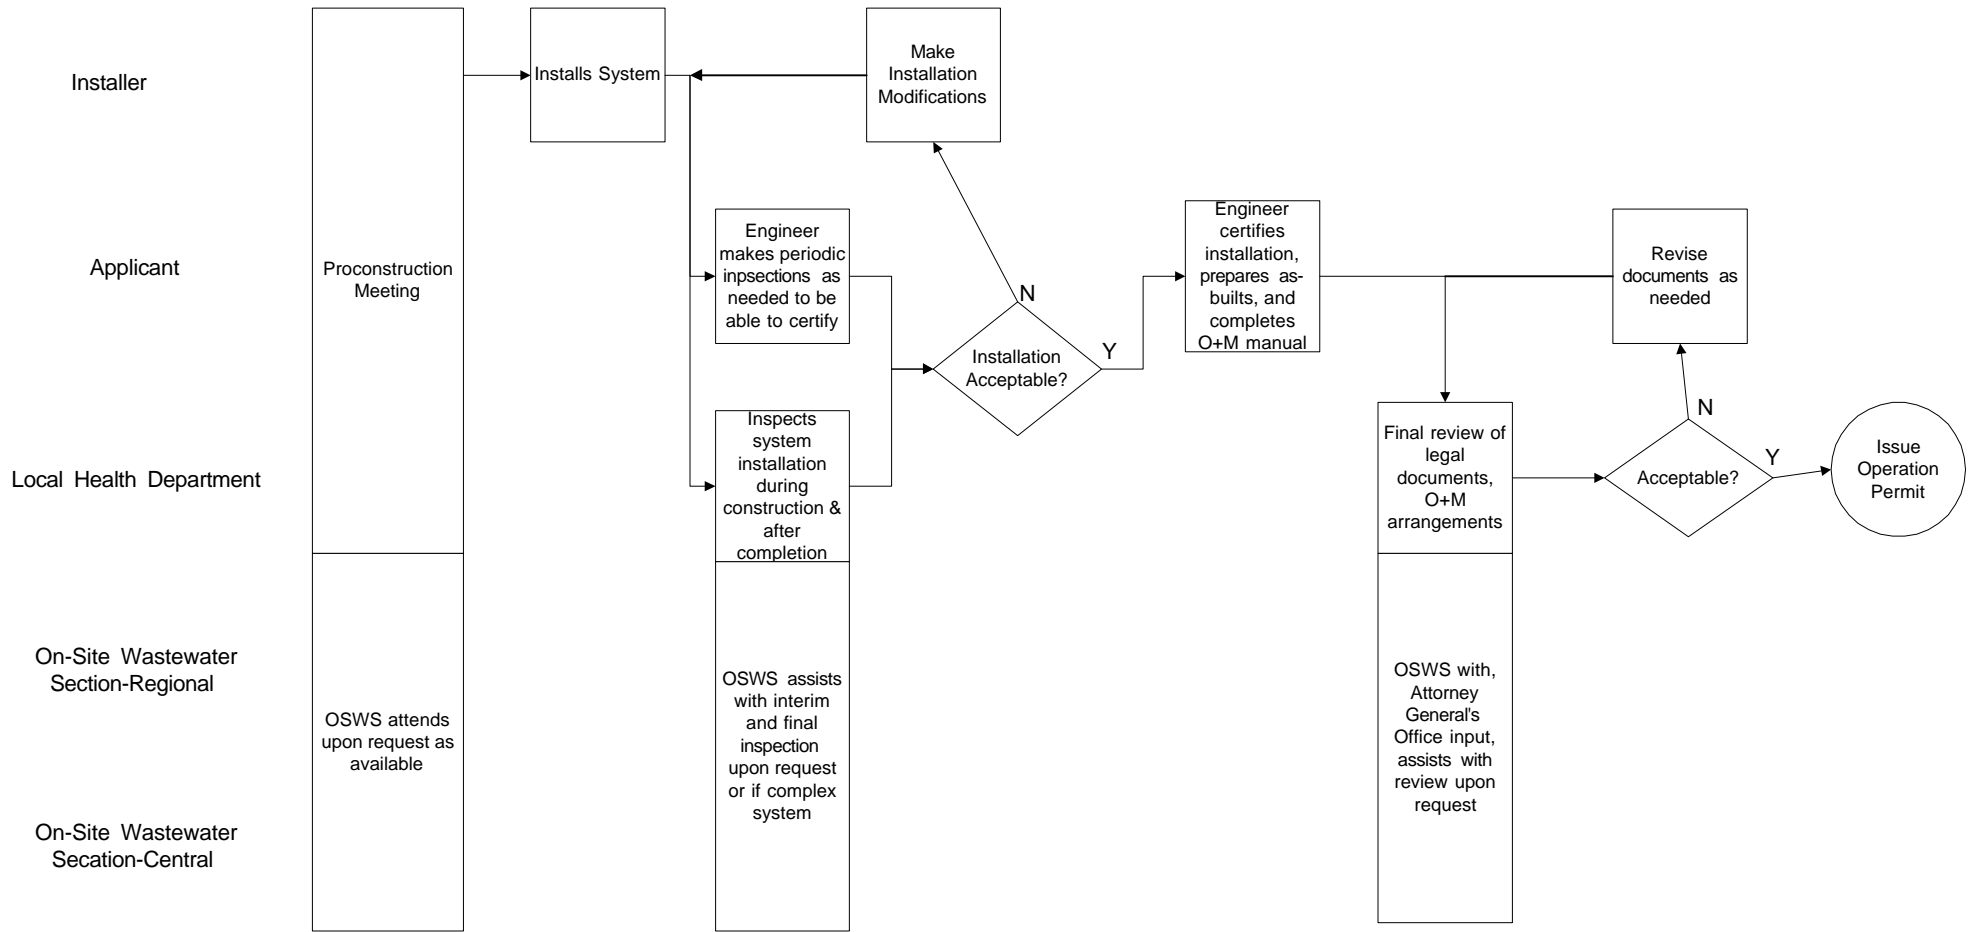 Installer
Applicant
Local Health Department
On-Site Wastewater
Section-Regional
On-Site Wastewater
Secation-Central
Proconstruction
Meeting
OSWS attends
upon request as
available
Installs System
Make
Installation
Modifications
Engineer
makes periodic
inpsections as
needed to be
able to certify
Inspects
system
installation
during
construction &
after
completion
OSWS assists
with interim
and final
inspection
upon request
or if complex
system
N
Installation
Acceptable?
Y
Engineer
certifies
installation,
prepares as-
builts, and
completes
O+M manual
Final review of
legal
documents,
O+M
arrangements
OSWS with,
Attorney
General's
Office input,
assists with
review upon
request
Revise
documents as
needed
N
Acceptable?
Y
Issue
Operation
Permit